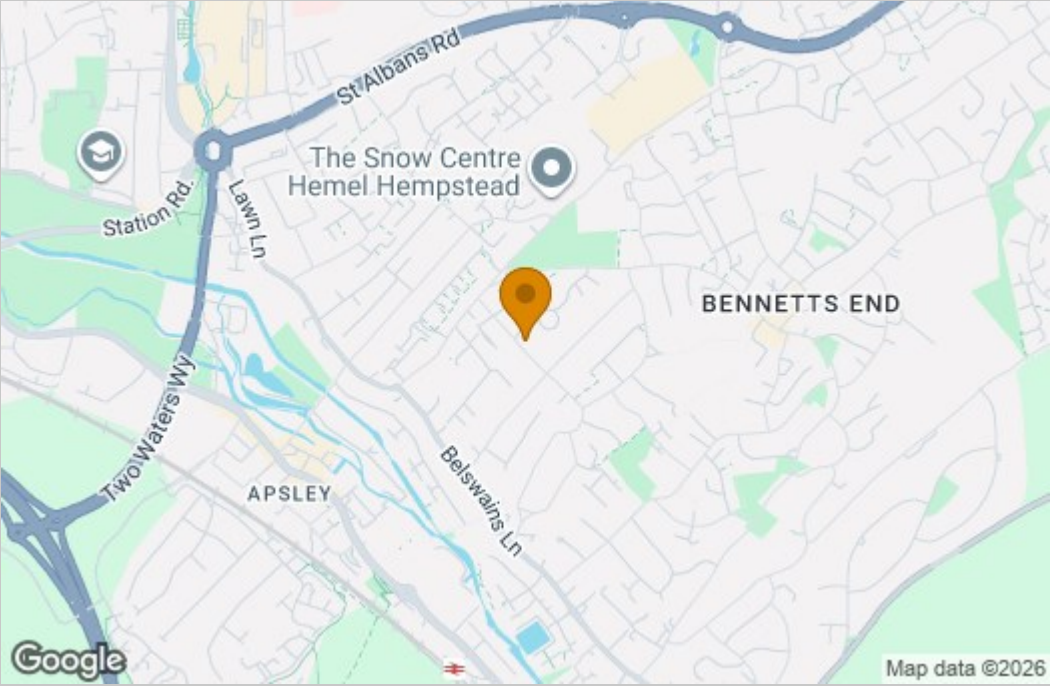 St Albans Rd
The Snow Centre
Hemel Hempstead
Station Rd.
Lawn Ln
BENNETTS END
Two Waters Wy
APSLEY
Belswains Ln
Google
Map data ©2026